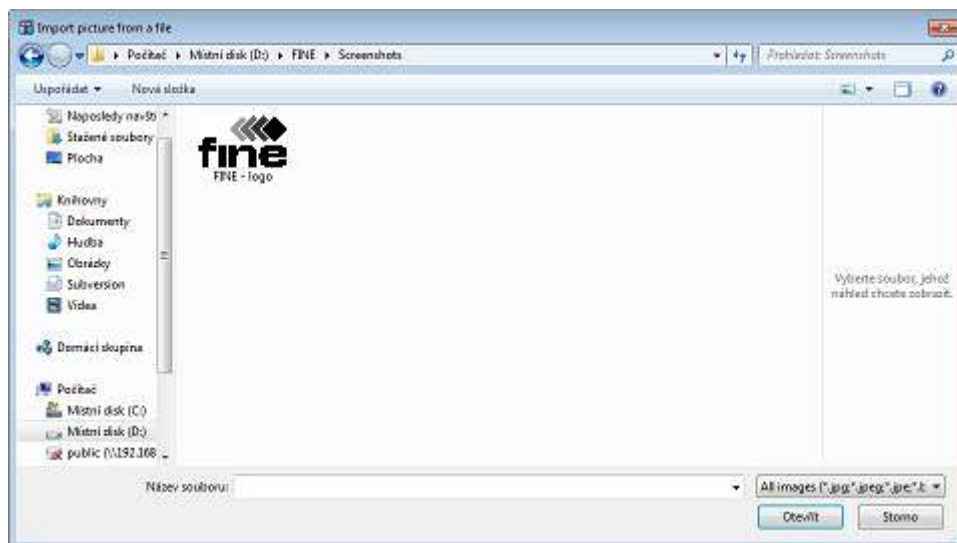 Import picture from a file
Počítač ▸ Místní disk (D:) ▸ FINE ▸ Screenshots
Prohledat: Screenshots
Uspořádat
Nová složka
Naposledy navští
Stažené soubory
Plocha
Knihovny
Dokumenty
Hudba
Obrázky
Subversion
Videa
Domácí skupina
Počítač
Místní disk (C:)
Místní disk (D:)
public (\\192.168
fine
FINE - logo
Vyberte soubor, jehož
náhled chcete zobrazit.
Název souboru:
All images (*.jpg;*.jpeg;*.jpe;*.b
Otevřít
Storno